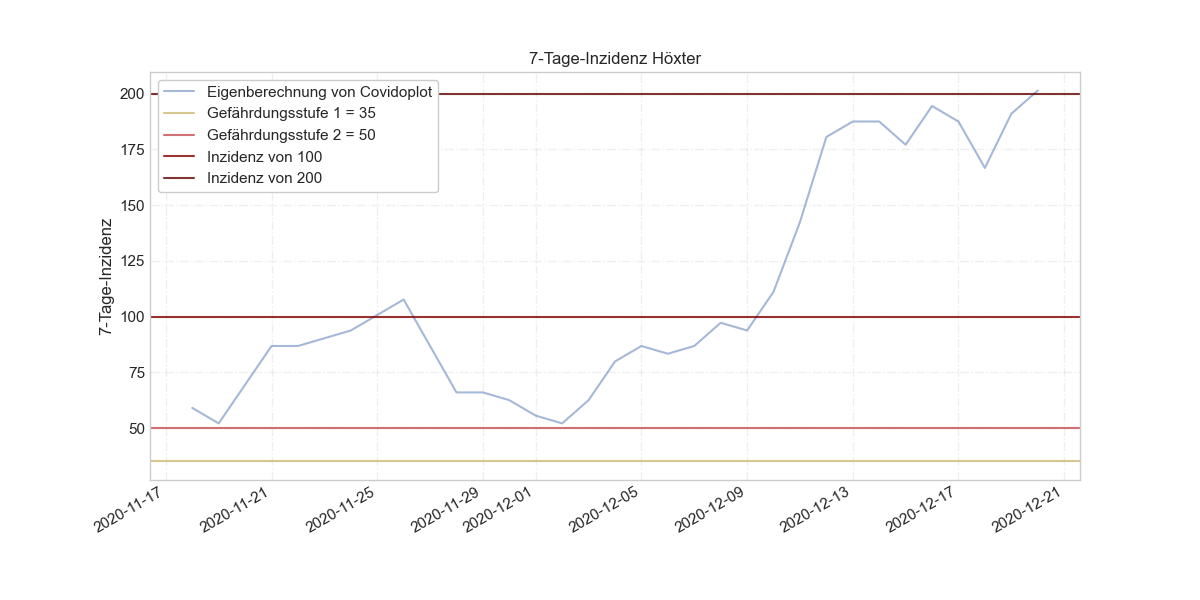 7-Tage-Inzidenz Höxter
Eigenberechnung von Covidoplot
Gefährdungsstufe 1 = 35
Gefährdungsstufe 2 = 50
Inzidenz von 100
Inzidenz von 200
7-Tage-Inzidenz
200
175
150
125
100
75
50
2020-11-17
2020-11-21
2020-11-25
2020-11-29
2020-12-01
2020-12-05
2020-12-09
2020-12-13
2020-12-17
2020-12-21